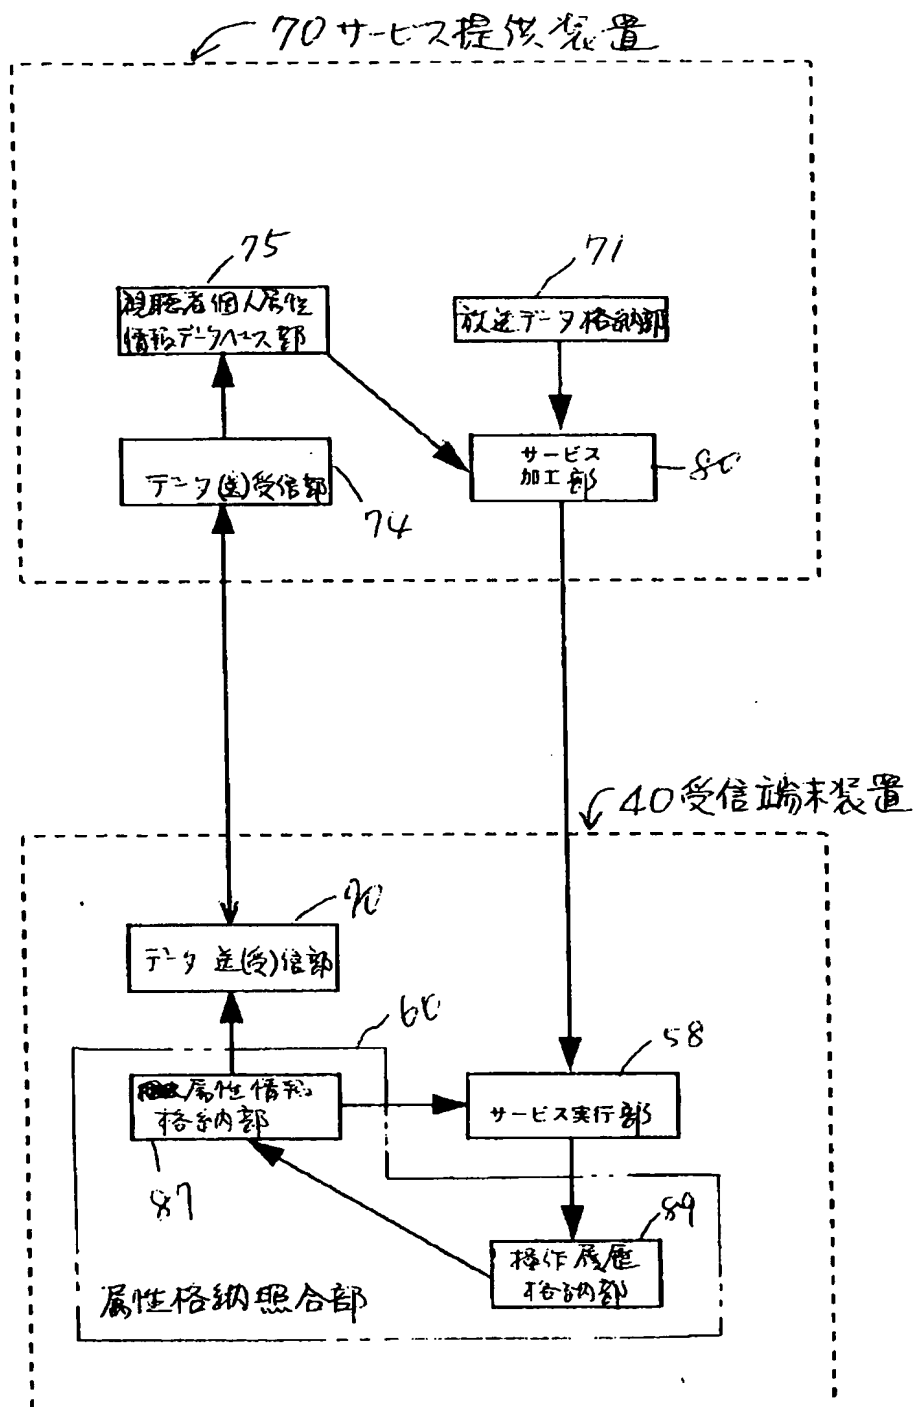 70サービス提供装置
75
視聴者個人属性
情報データベース部
71
放送データ格納部
データ(送)受信部
74
サービス
加工部
80
40受信端末装置
90
データ送(受)信部
60
属性情報
格納部
87
58
サービス実行部
89
操作履歴
格納部
属性格納照合部